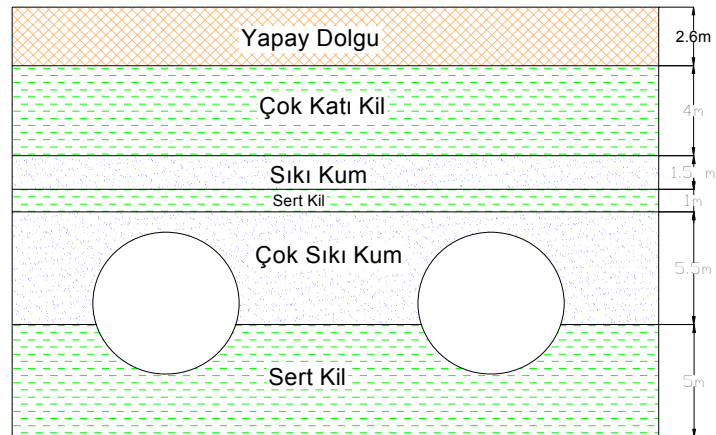 Yapay Dolgu
2.6m
Çok Katı Kil
4m
Sıkı Kum
1.5 m
Sert Kil
1m
Çok Sıkı Kum
5.5m
Sert Kil
5m